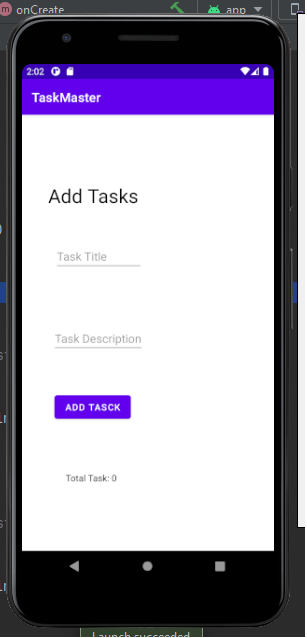 m onCreate
app
2:02
TaskMaster
Add Tasks
Task Title
Task Description
ADD TASCK
Total Task: 0
Launch succeeded